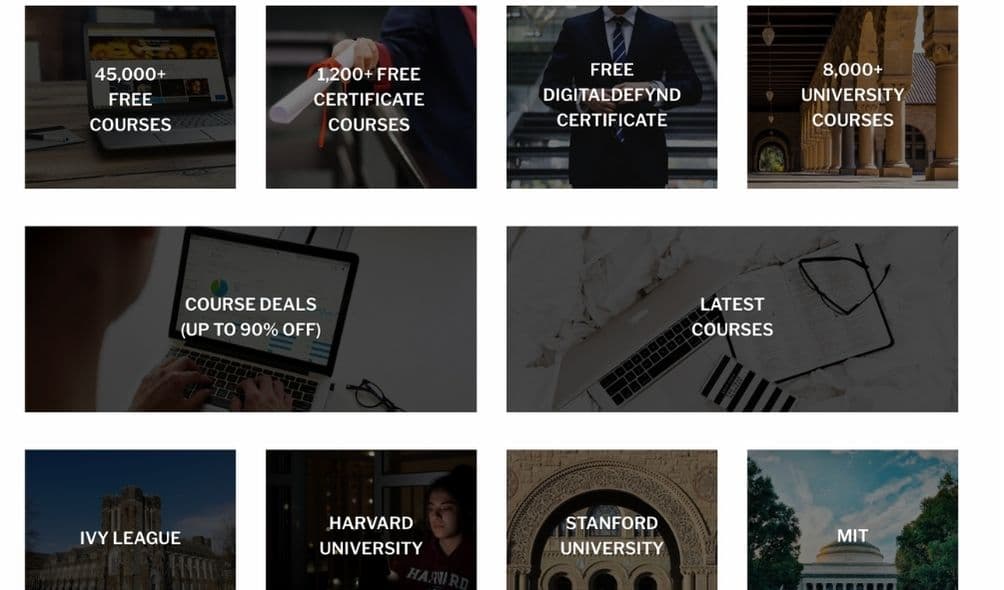 45,000+
FREE
COURSES
1,200+ FREE
CERTIFICATE
COURSES
FREE
DIGITALDEFYND
CERTIFICATE
8,000+
UNIVERSITY
COURSES
COURSE DEALS
(UP TO 90% OFF)
LATEST
COURSES
IVY LEAGUE
HARVARD
UNIVERSITY
HARVARD
STANFORD
UNIVERSITY
MIT